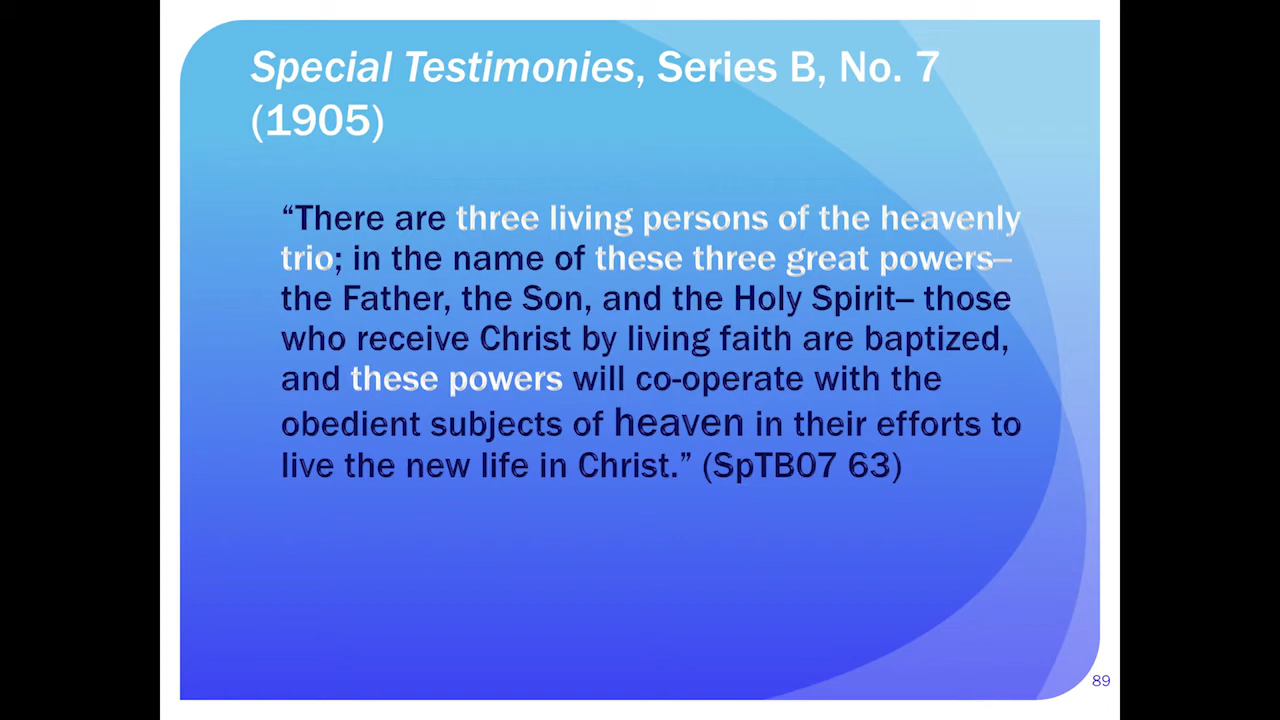 Special Testimonies, Series B, No. 7
(1905)
“There are three living persons of the heavenly
trio; in the name of these three great powers–
the Father, the Son, and the Holy Spirit– those
who receive Christ by living faith are baptized,
and these powers will co-operate with the
obedient subjects of heaven in their efforts to
live the new life in Christ.” (SpTB07 63)
89